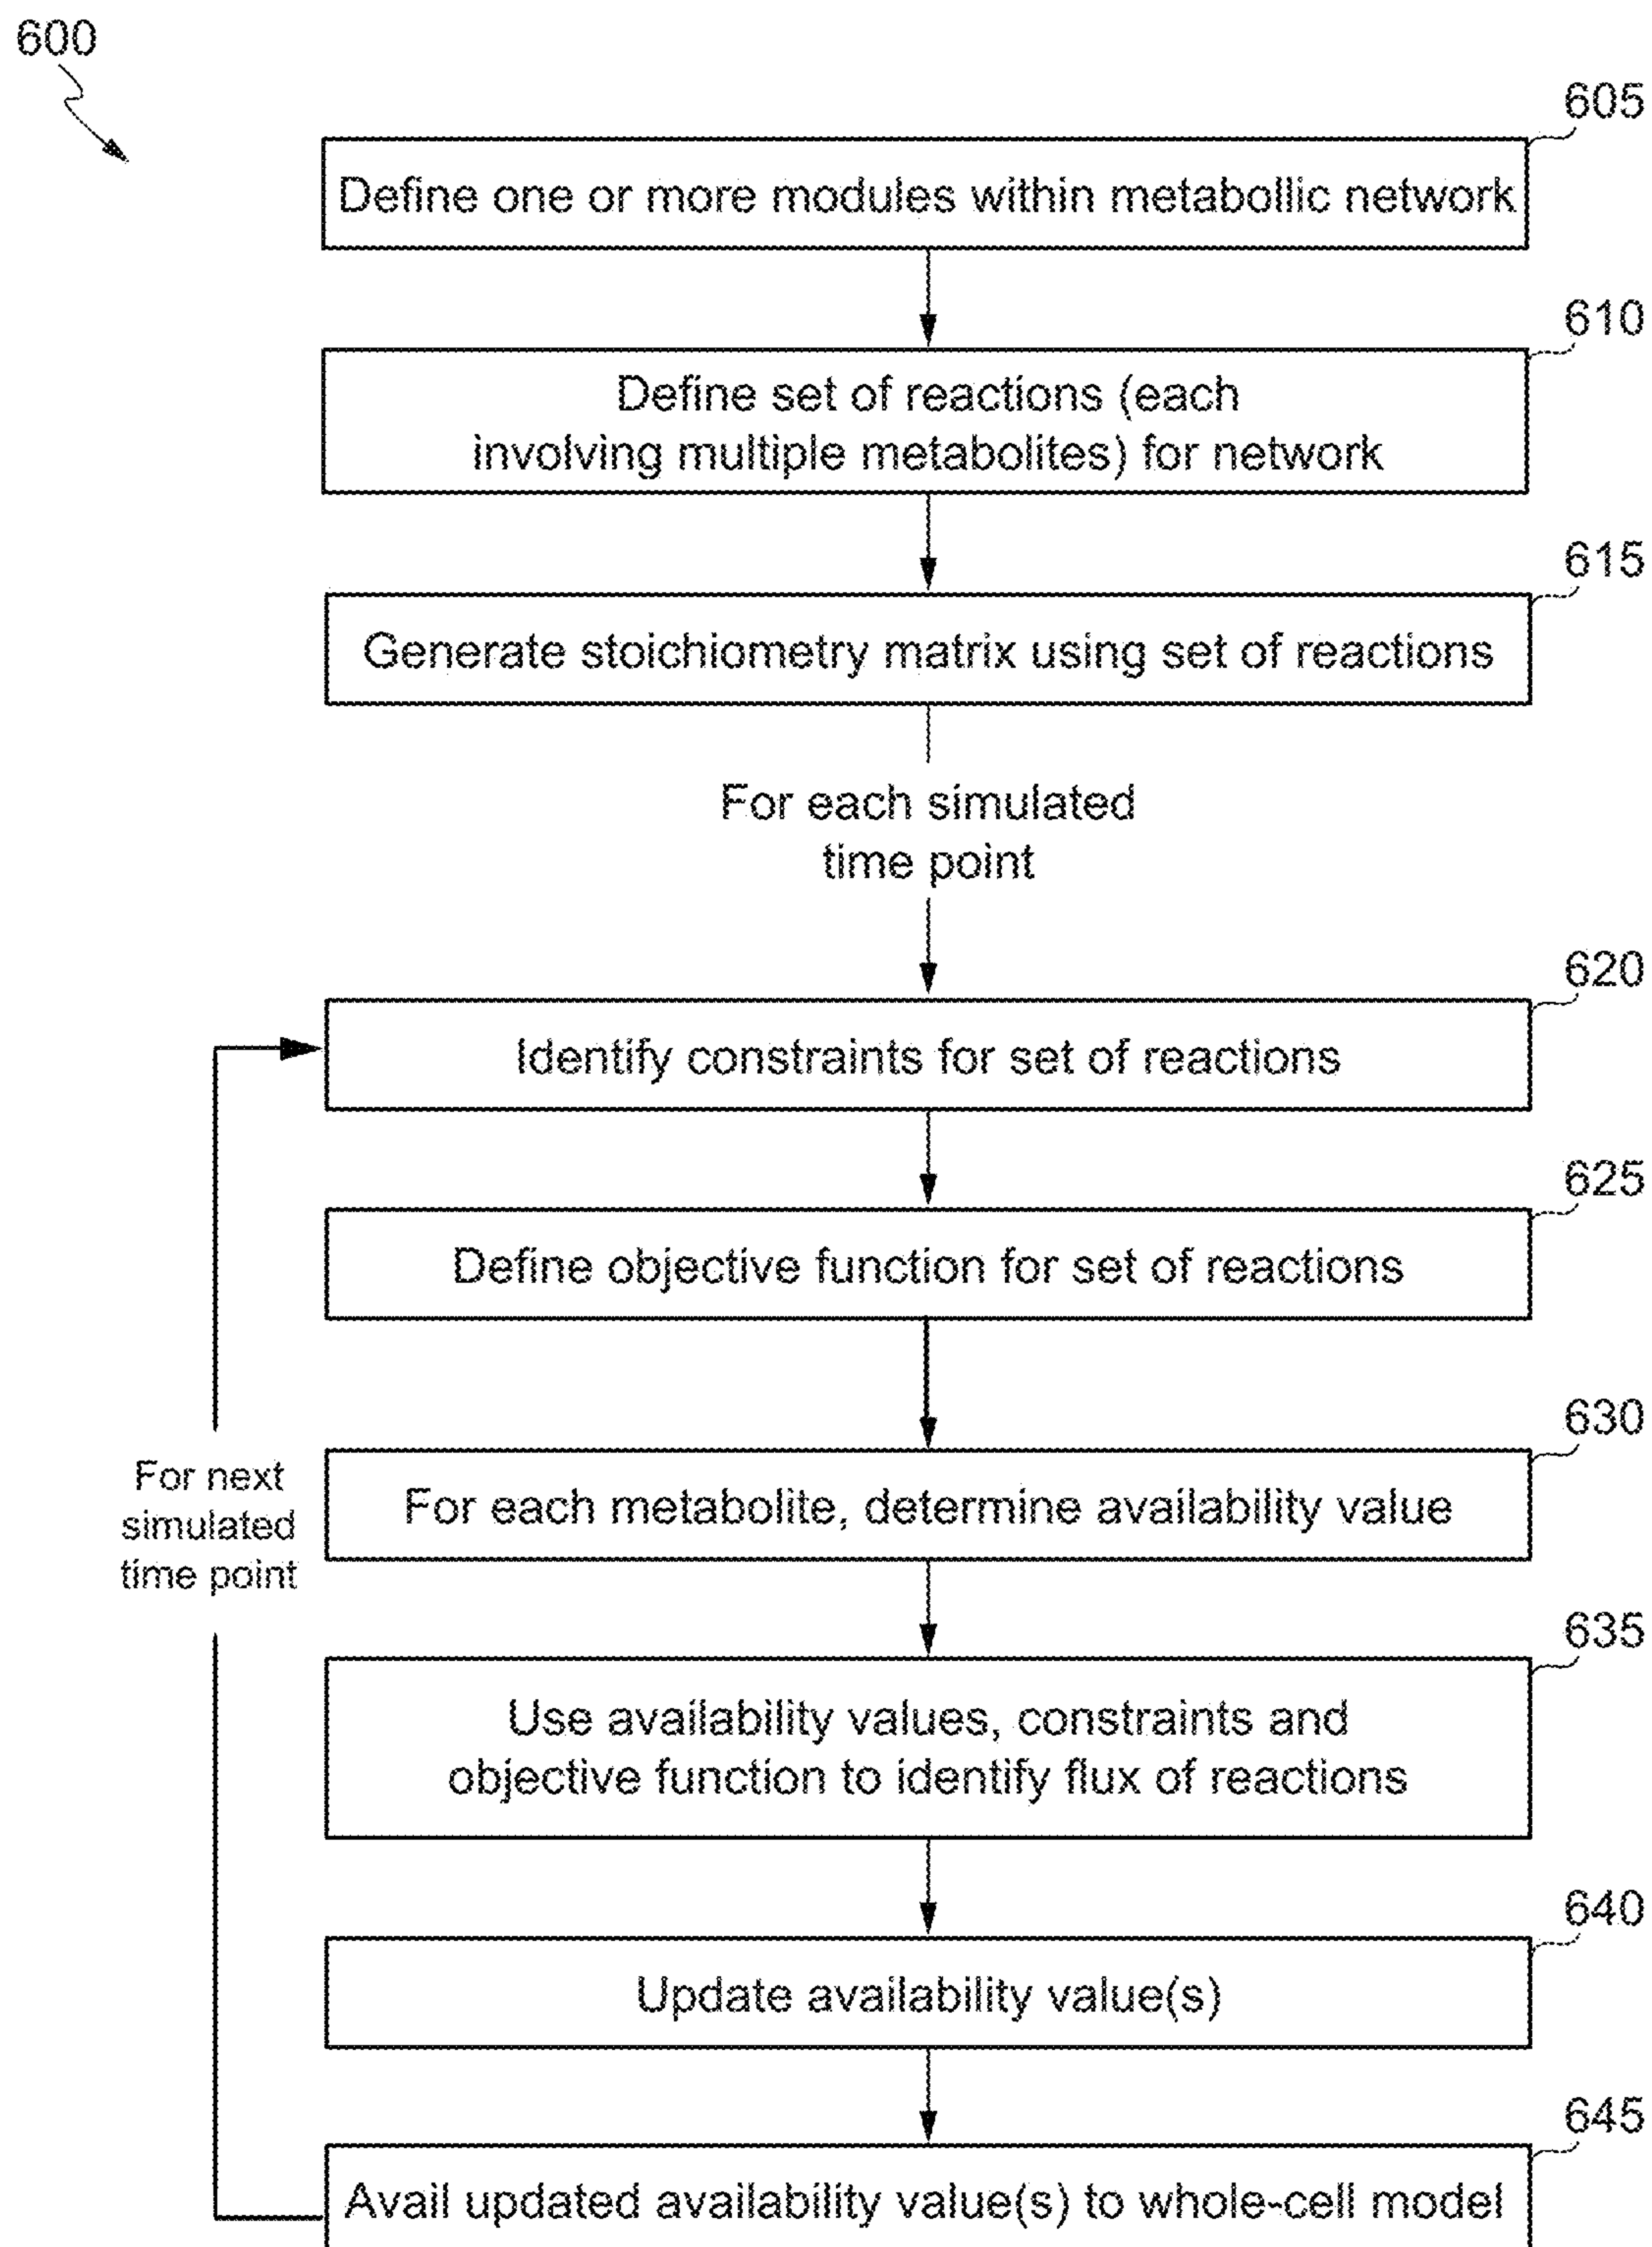 600
605
Define one or more modules within metabollic network
610
Define set of reactions (each
involving multiple metabolites) for network
615
Generate stoichiometry matrix using set of reactions
For each simulated
time point
620
Identify constraints for set of reactions
625
Define objective function for set of reactions
630
For each metabolite, determine availability value
For next
simulated
time point
635
Use availability values, constraints and
objective function to identify flux of reactions
640
Update availability value(s)
645
Avail updated availability value(s) to whole-cell model